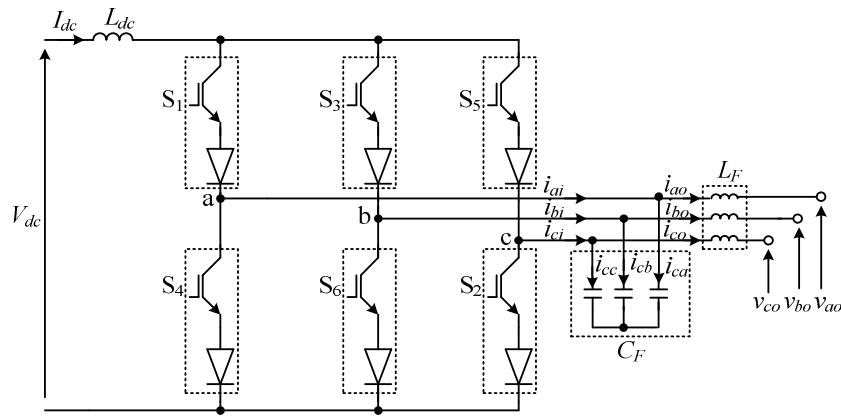 I_dc L_dc
S_1 S_3 S_5
i_ai i_ao L_F
a
V_dc b i_bi i_bo
c i_ci i_co
S_4 S_6 S_2 i_cc i_cb i_ca
v_co v_bo v_ao
C_F